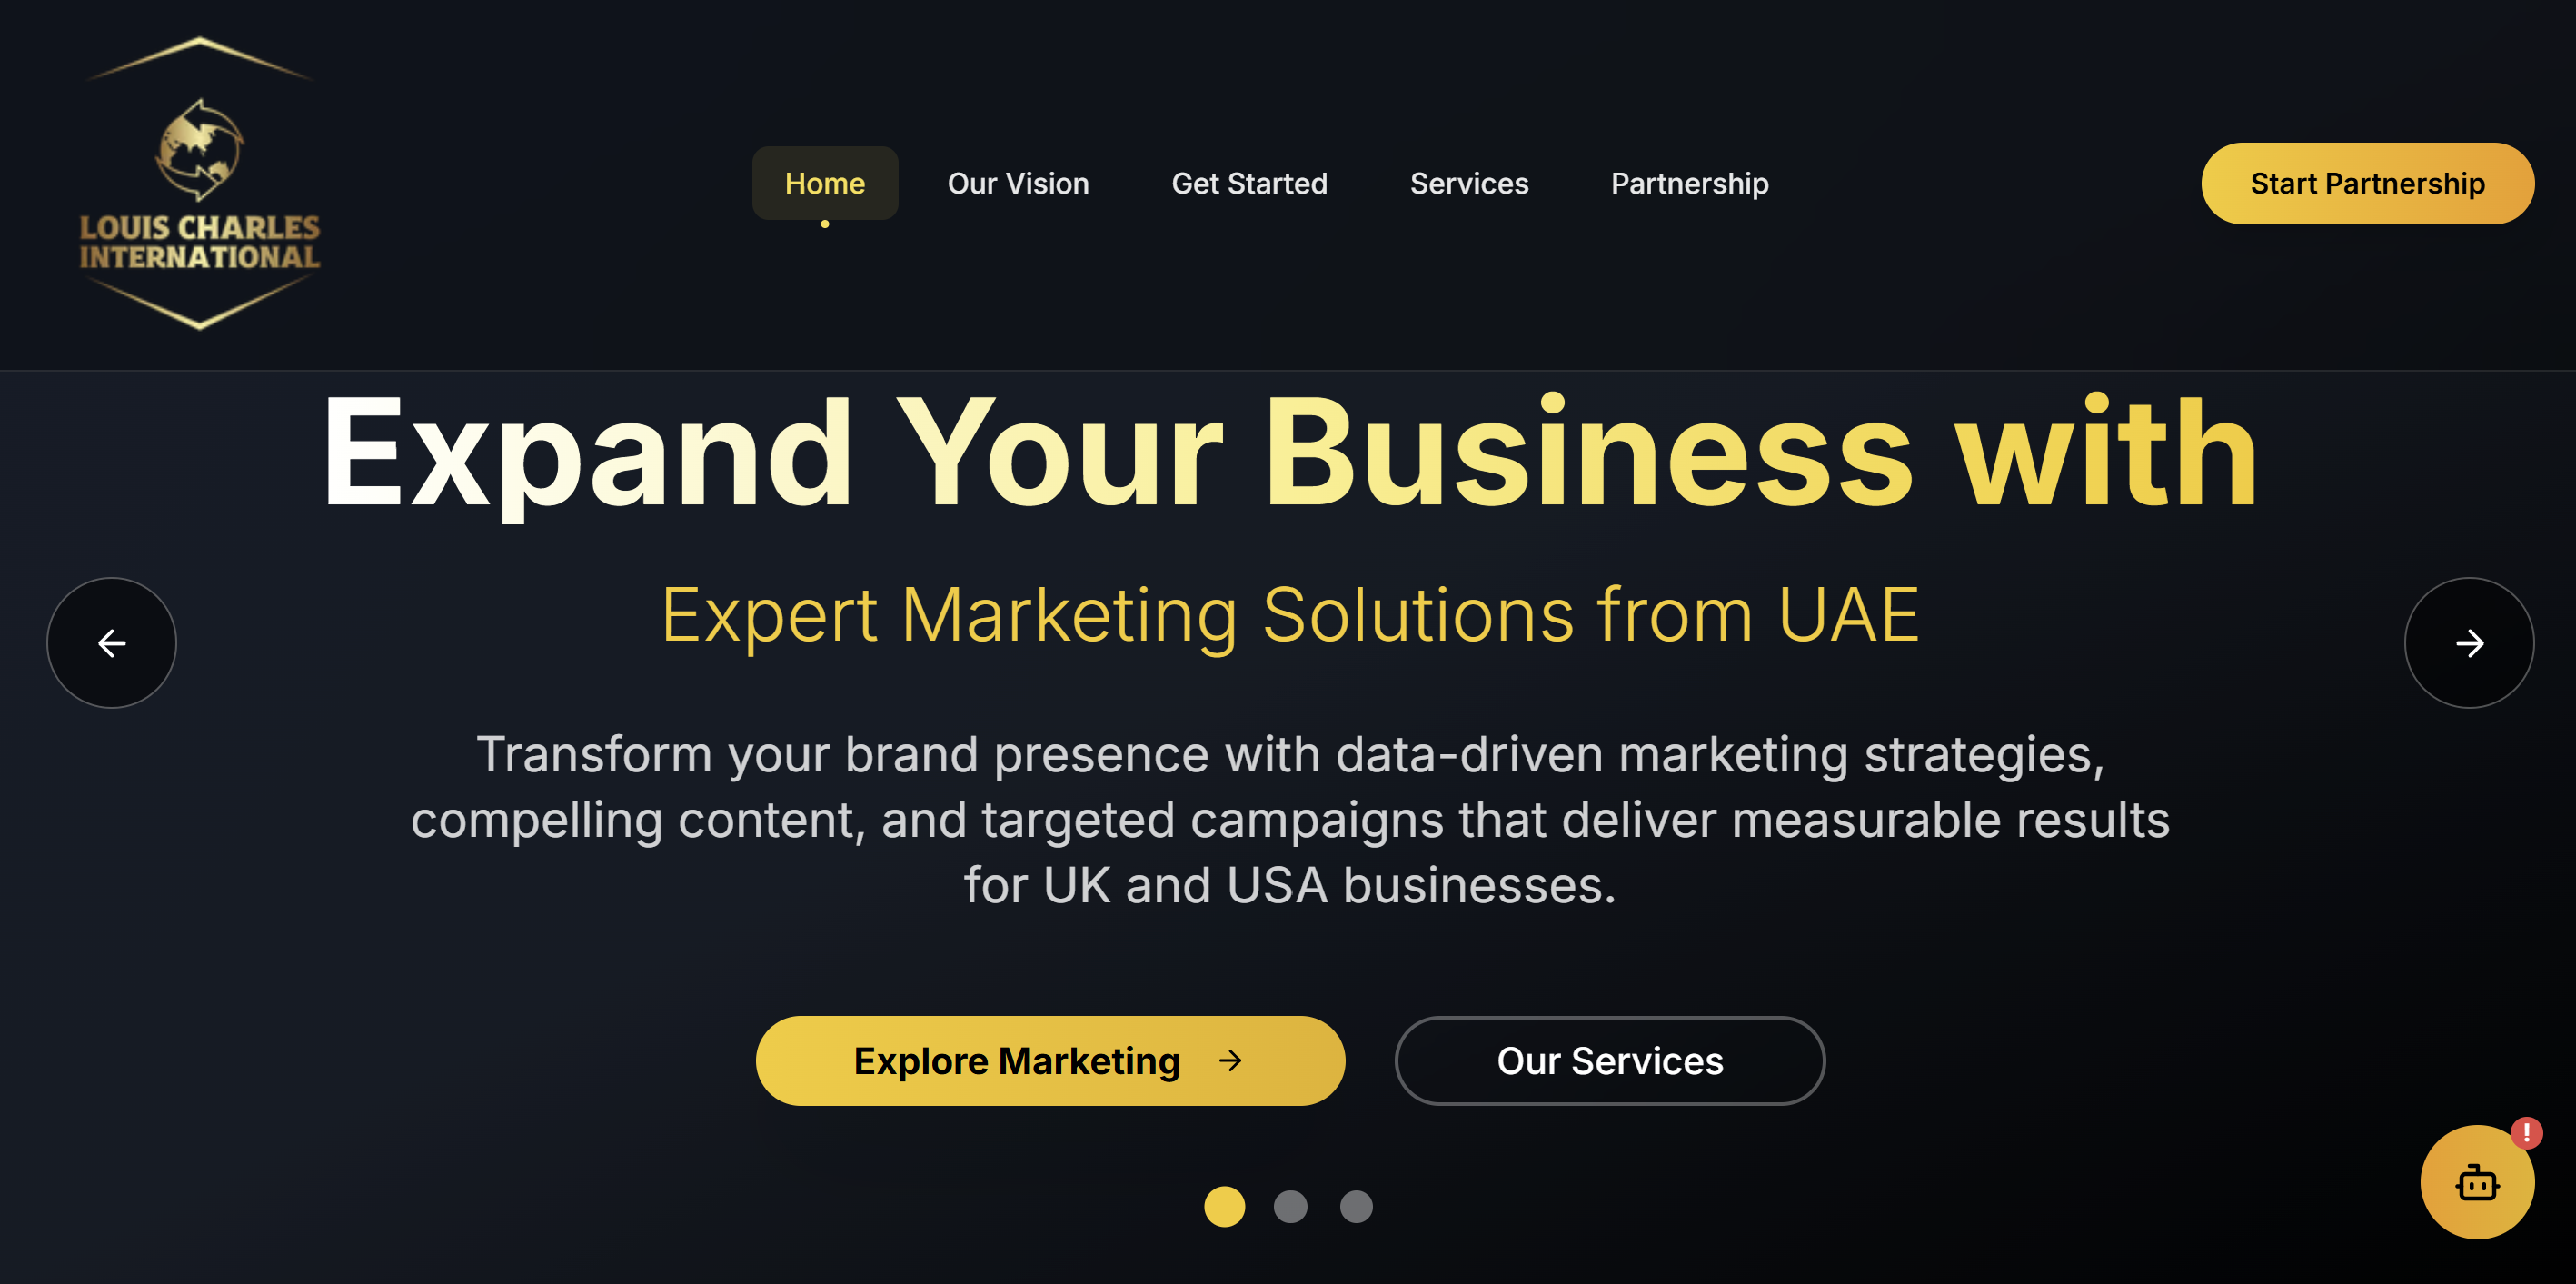 LOUIS CHARLES
INTERNATIONAL
Home
Our Vision
Get Started
Services
Partnership
Start Partnership
Expand Your Business with
Expert Marketing Solutions from UAE
Transform your brand presence with data-driven marketing strategies,
compelling content, and targeted campaigns that deliver measurable results
for UK and USA businesses.
Explore Marketing →
Our Services
!